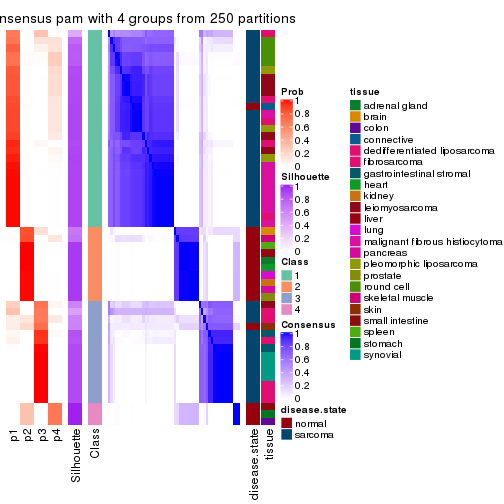 nsensus pam with 4 groups from 250 partitions
p1
p2
p3
p4
Silhouette
Class
disease.state
tissue
Prob
1
0.8
0.6
0.4
0.2
0
Silhouette
1
0.8
0.6
0.4
0.2
0
Class
1
2
3
4
Consensus
1
0.8
0.6
0.4
0.2
0
disease.state
normal
sarcoma
tissue
adrenal gland
brain
colon
connective
dedifferentiated liposarcoma
fibrosarcoma
gastrointestinal stromal
heart
kidney
leiomyosarcoma
liver
lung
malignant fibrous histiocytoma
pancreas
pleomorphic liposarcoma
prostate
round cell
skeletal muscle
skin
small intestine
spleen
stomach
synovial